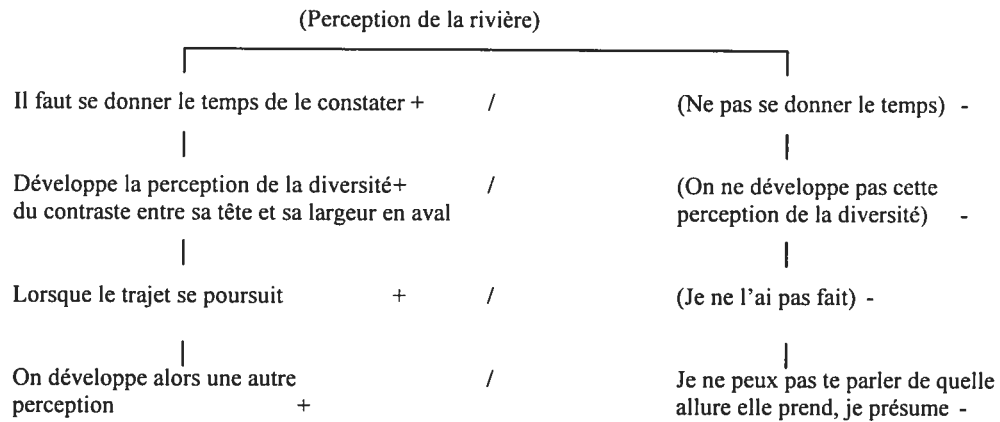 (Perception de la rivière)
Il faut se donner le temps de le constater + / (Ne pas se donner le temps) -
Développe la perception de la diversité+ / (On ne développe pas cette
du contraste entre sa tête et sa largeur en aval perception de la diversité) -
Lorsque le trajet se poursuit + / (Je ne l'ai pas fait) -
On développe alors une autre / Je ne peux pas te parler de quelle
perception + allure elle prend, je présume -